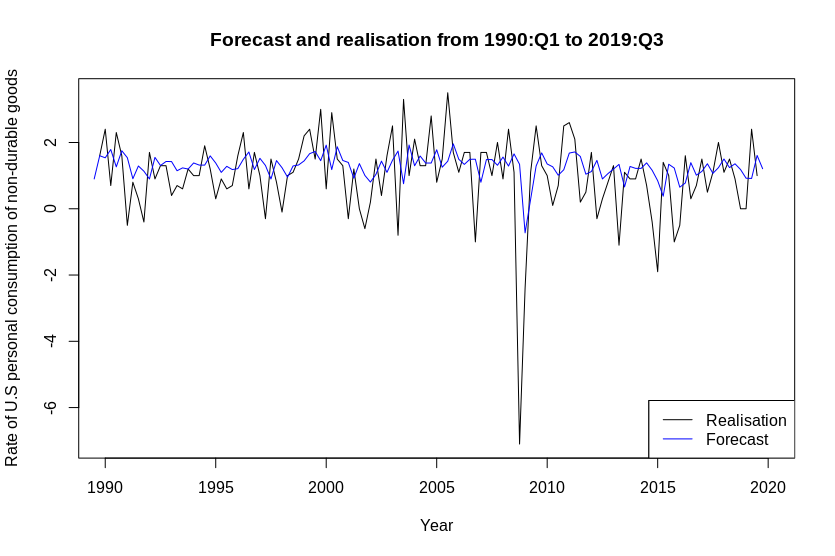 Forecast and realisation from 1990:Q1 to 2019:Q3
Rate of U.S personal consumption of non-durable goods
2
0
-2
-4
-6
Realisation
Forecast
1990 1995 2000 2005 2010 2015 2020
Year